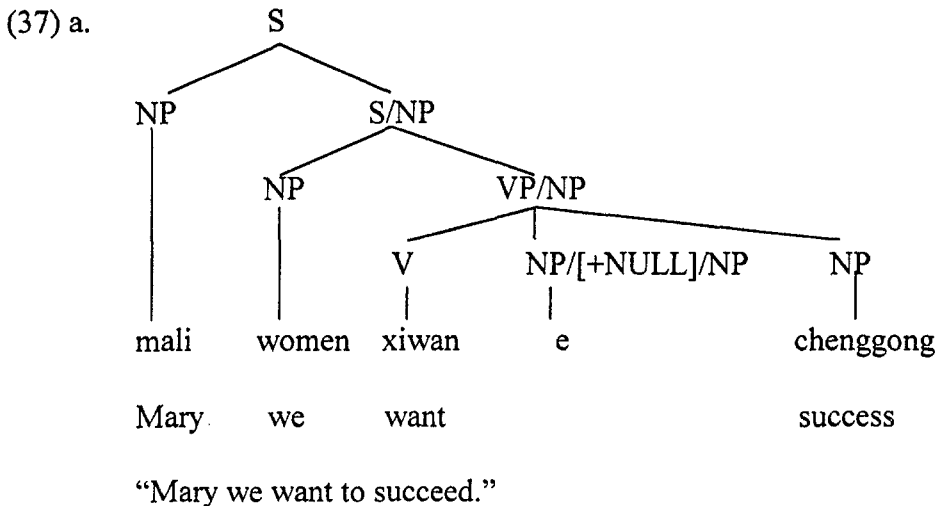 (37) a. S
NP S/NP
NP VP/NP
V NP/[+NULL]/NP NP
mali women xiwan e chenggong
Mary we want success
“Mary we want to succeed.”